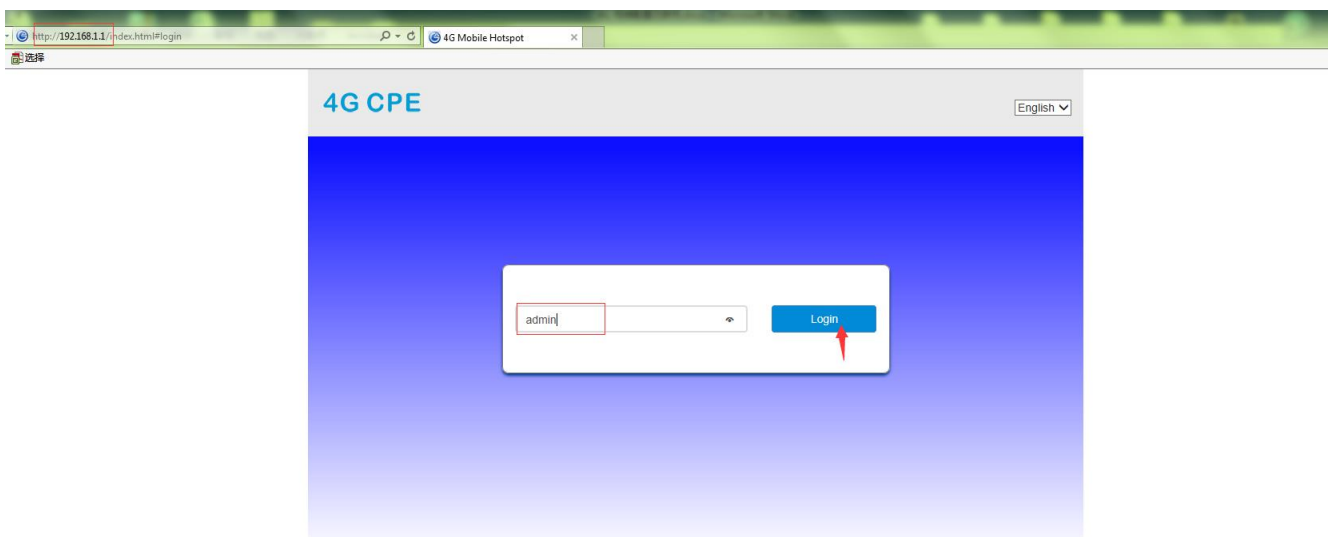 http://192.168.1.1/index.html#login
4G Mobile Hotspot
选择
4G CPE
English
admin
Login